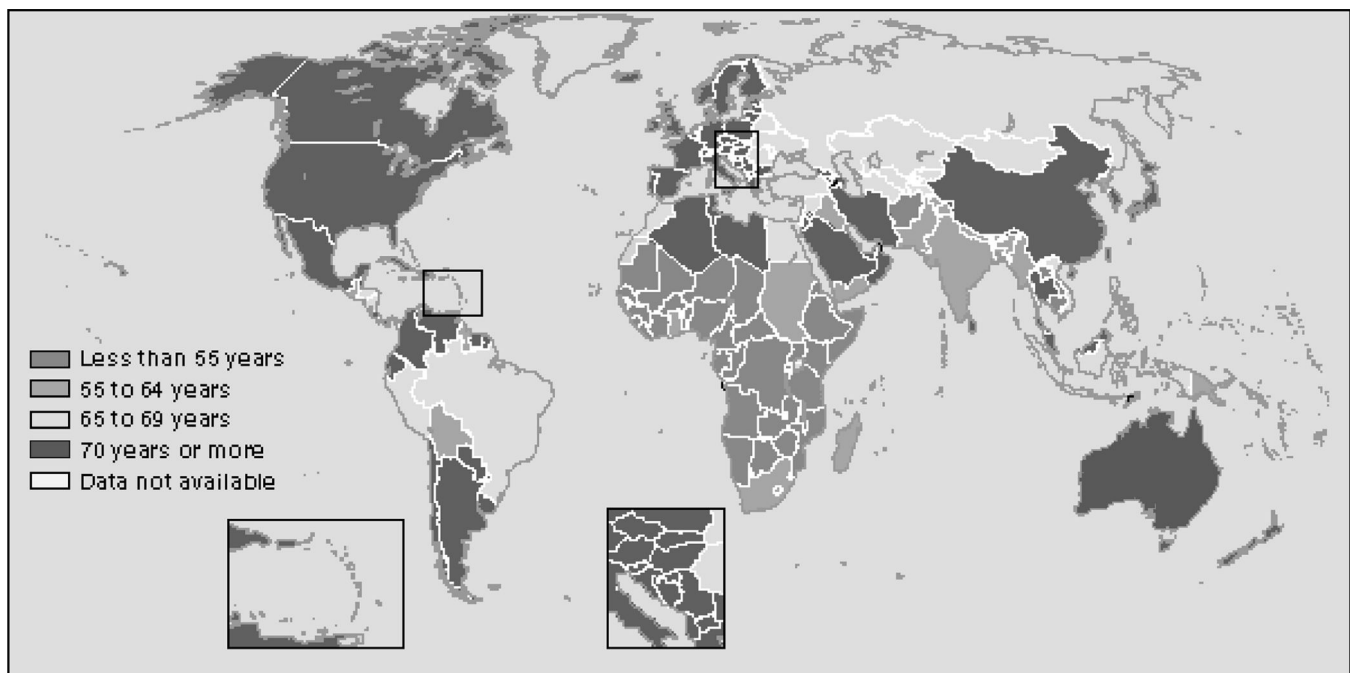 Less than 55 years
55 to 64 years
65 to 69 years
70 years or more
Data not available